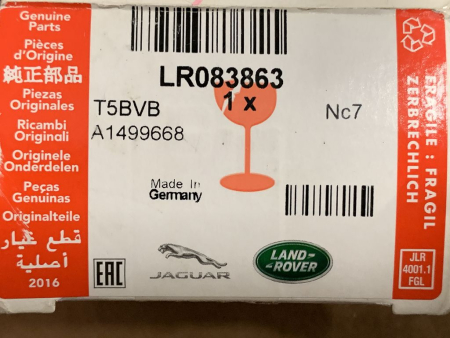 Genuine
Parts
Pièces
d'Origine
純正部品
Piezas
Originales
Ricambi
Originali
Originele
Onderdelen
Peças
Genuinas
Originalteile
قطع غيار
أصلية
2016
LR083863
1 x
T5BVB
Nc7
A1499668
Made In
Germany
EAC
JAGUAR
LAND-
ROVER
FRAGILE : FRAGIL
ZERBRECHLICH
JLR
4001.1
FGL